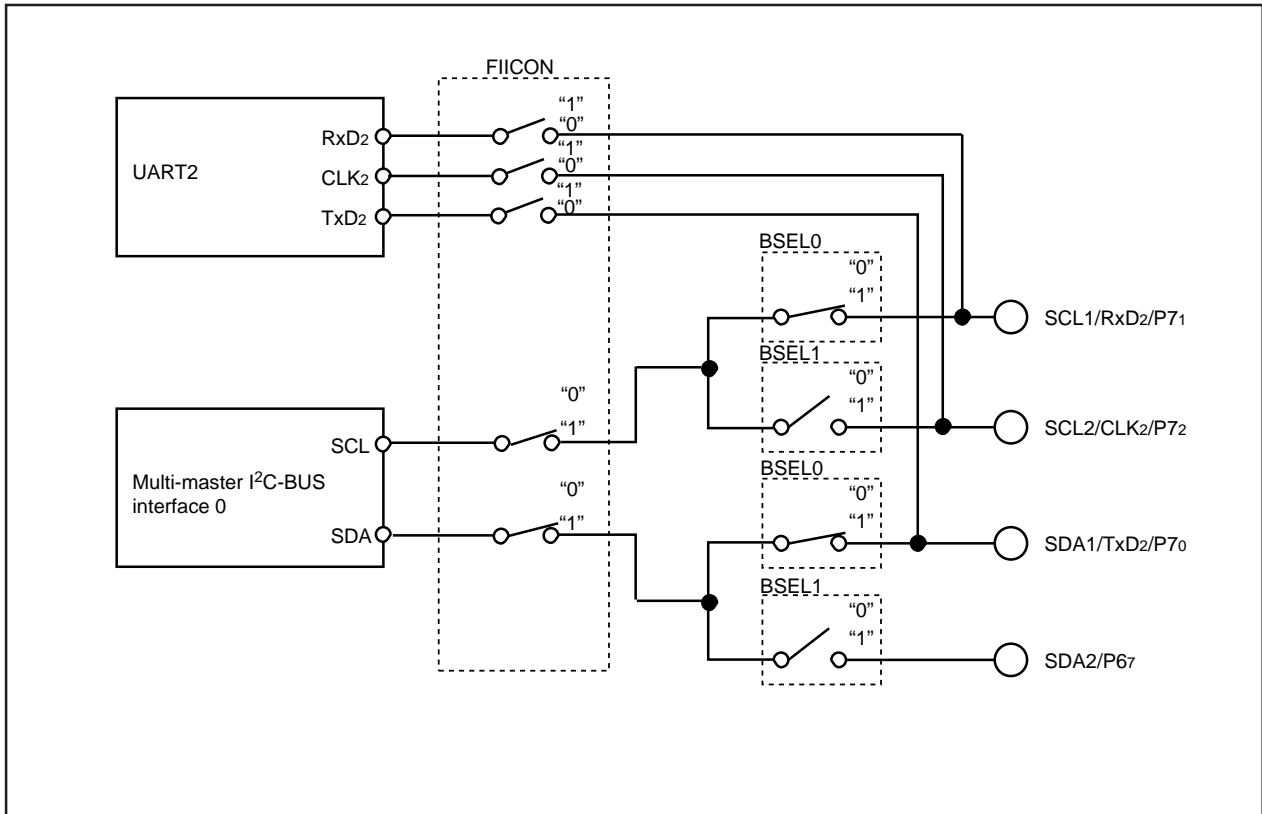 FIICON
“1”
RxD2
“0”
“1”
UART2
CLK2
“0”
“1”
TxD2
“0”
BSEL0
“0”
“1”
SCL1/RxD2/P71
BSEL1
“0”
“1”
SCL2/CLK2/P72
“0”
SCL
“1”
Multi-master I2C-BUS
interface 0
“0”
SDA
“1”
BSEL0
“0”
“1”
SDA1/TxD2/P70
BSEL1
“0”
“1”
SDA2/P67